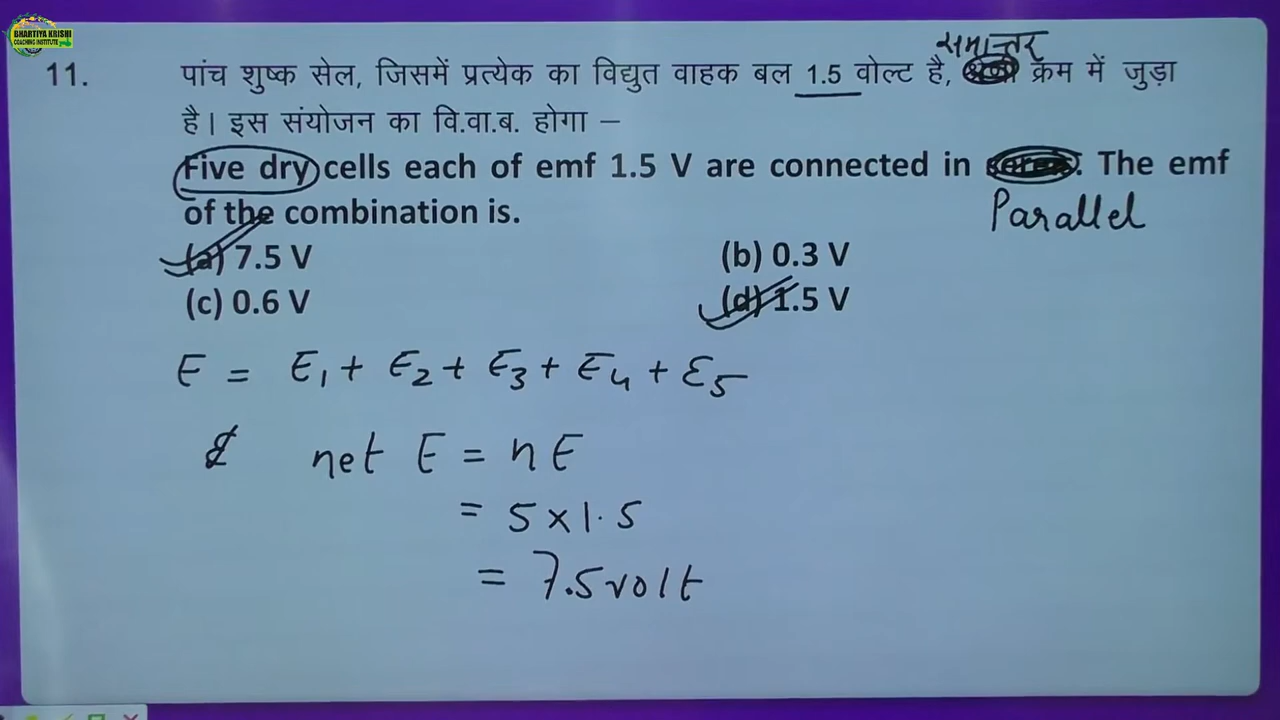 BHARTIYA KRISHI
COACHING INSTITUTE
समान्तर
11. पांच शुष्क सेल, जिसमें प्रत्येक का विद्युत वाहक बल 1.5 वोल्ट है, क्रम में जुड़ा
है। इस संयोजन का वि.वा.ब. होगा –
Five dry cells each of emf 1.5 V are connected in series. The emf
Parallel
of the combination is.
(a) 7.5 V (b) 0.3 V
(c) 0.6 V (d) 1.5 V
E = E1 + E2 + E3 + E4 + E5
net E = nE
= 5 x 1.5
= 7.5 volt